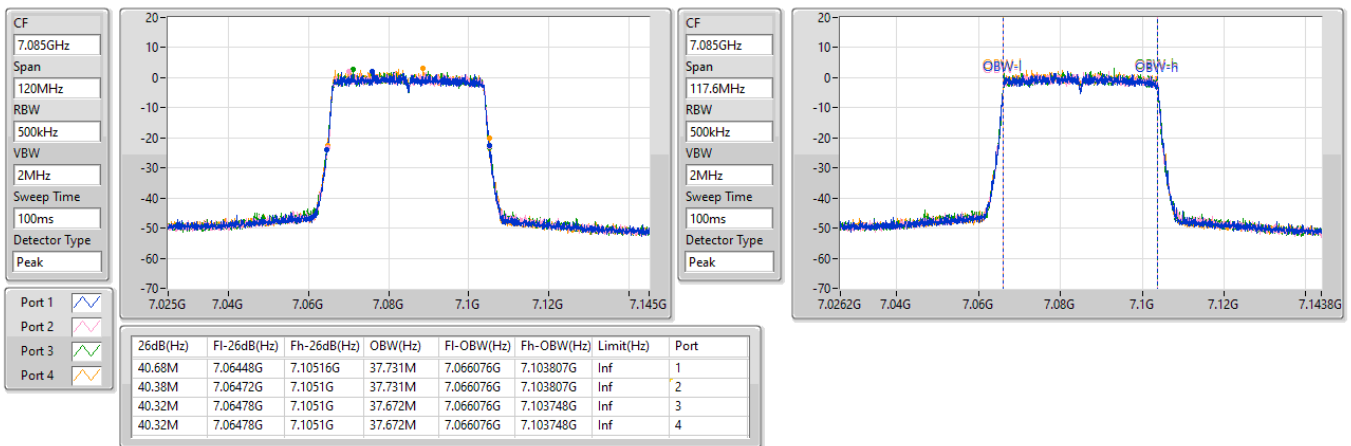 CF
7.085GHz
Span
120MHz
RBW
500kHz
VBW
2MHz
Sweep Time
100ms
Detector Type
Peak
20
10
0
-10
-20
-30
-40
-50
-60
-70
7.025G 7.04G 7.06G 7.08G 7.1G 7.12G 7.145G
CF
7.085GHz
Span
117.6MHz
RBW
500kHz
VBW
2MHz
Sweep Time
100ms
Detector Type
Peak
20
10
0
-10
-20
-30
-40
-50
-60
-70
OBW-l OBW-h
7.0262G 7.04G 7.06G 7.08G 7.1G 7.12G 7.1438G
Port 1
Port 2
Port 3
Port 4
26dB(Hz) Fl-26dB(Hz) Fh-26dB(Hz) OBW(Hz) Fl-OBW(Hz) Fh-OBW(Hz) Limit(Hz) Port
40.68M 7.06448G 7.10516G 37.731M 7.066076G 7.103807G Inf 1
40.38M 7.06472G 7.1051G 37.731M 7.066076G 7.103807G Inf 2
40.32M 7.06478G 7.1051G 37.672M 7.066076G 7.103748G Inf 3
40.32M 7.06478G 7.1051G 37.672M 7.066076G 7.103748G Inf 4